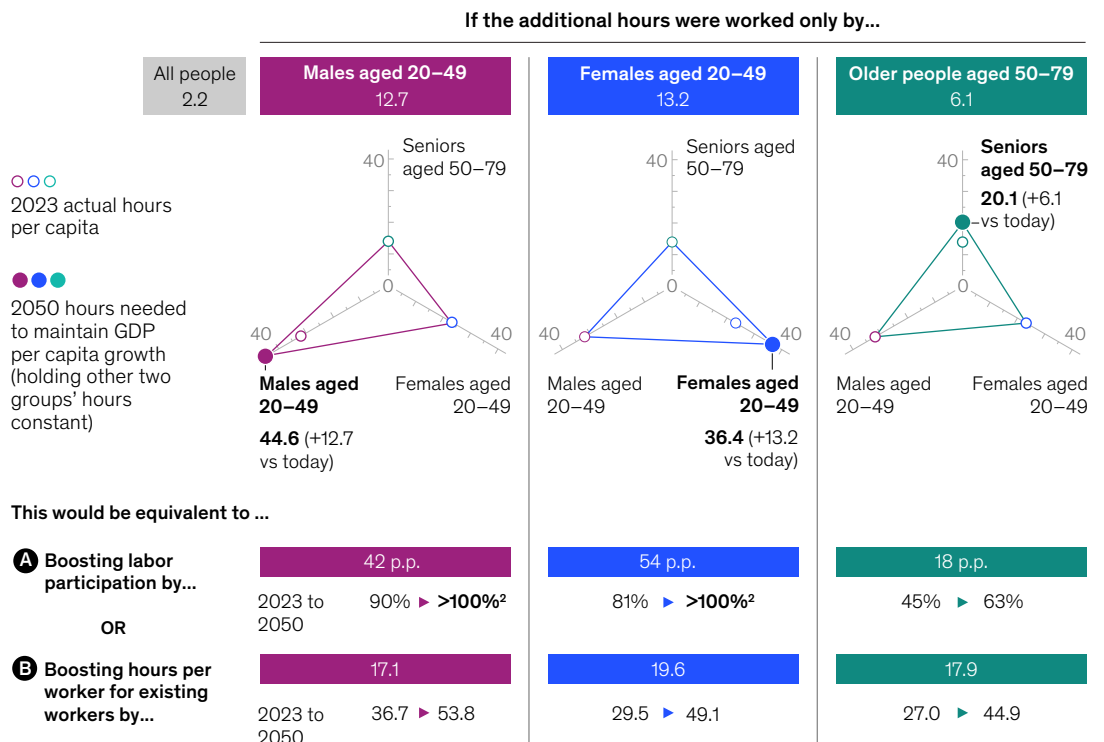 If the additional hours were worked only by...
All people
2.2
Males aged 20–49
12.7
Females aged 20–49
13.2
Older people aged 50–79
6.1
2023 actual hours
per capita
2050 hours needed
to maintain GDP
per capita growth
(holding other two
groups’ hours
constant)
40
Seniors
aged 50–79
0
40
40
Males aged
20–49
44.6 (+12.7
vs today)
Females aged
20–49
40
Seniors aged
50–79
0
40
40
Males aged
20–49
Females aged
20–49
36.4 (+13.2
vs today)
40
Seniors
aged 50–79
20.1 (+6.1
vs today)
0
40
40
Males aged
20–49
Females aged
20–49
This would be equivalent to ...
A Boosting labor
participation by...
42 p.p.
54 p.p.
18 p.p.
2023 to
2050
90% ▶ >100%²
81% ▶ >100%²
45% ▶ 63%
OR
B Boosting hours per
worker for existing
workers by...
17.1
19.6
17.9
2023 to
2050
36.7 ▶ 53.8
29.5 ▶ 49.1
27.0 ▶ 44.9